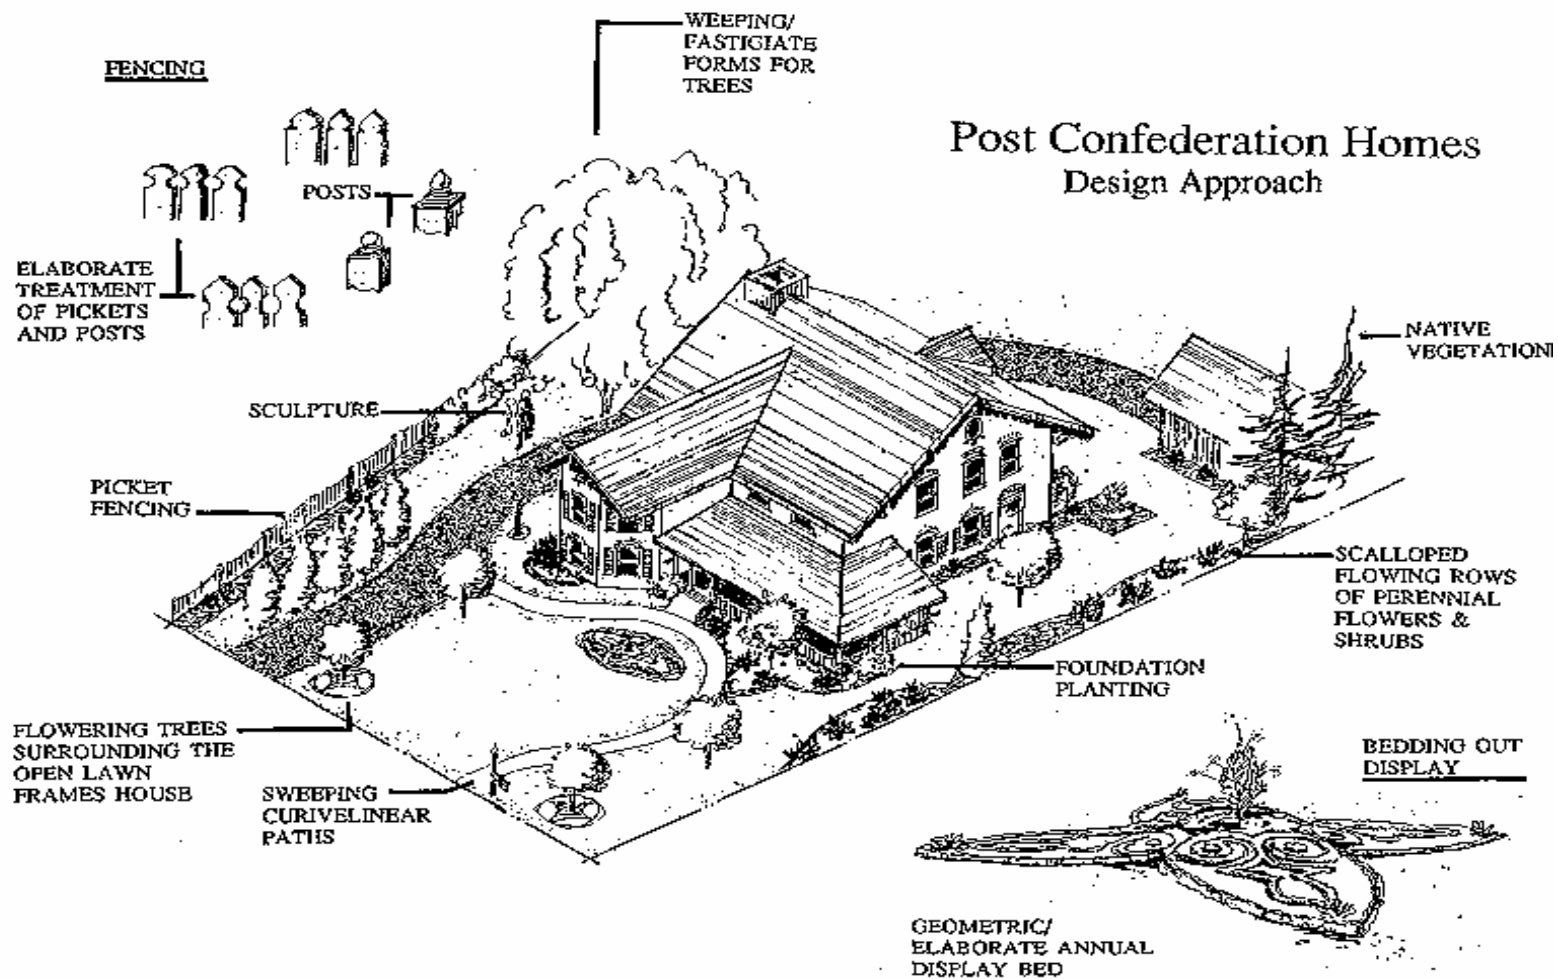 WEEPING/
FASTIGIATE
FORMS FOR
TREES
FENCING
Post Confederation Homes
Design Approach
POSTS
ELABORATE
TREATMENT
OF PICKETS
AND POSTS
NATIVE
VEGETATION
SCULPTURE
PICKET
FENCING
SCALLOPED
FLOWING ROWS
OF PERENNIAL
FLOWERS &
SHRUBS
FOUNDATION
PLANTING
FLOWERING TREES
SURROUNDING THE
OPEN LAWN
FRAMES HOUSE
SWEEPING
CURIVELINEAR
PATHS
BEDDING OUT
DISPLAY
GEOMETRIC/
ELABORATE ANNUAL
DISPLAY BED